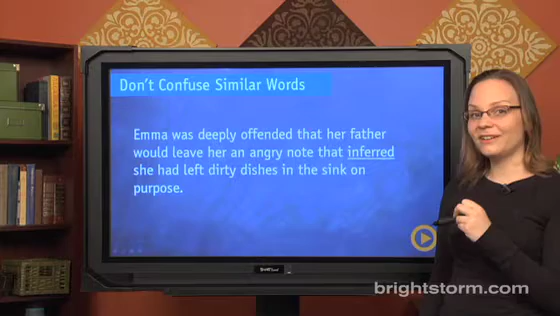 Don't Confuse Similar Words
Emma was deeply offended that her father
would leave her an angry note that inferred
she had left dirty dishes in the sink on
purpose.
brightstorm.com